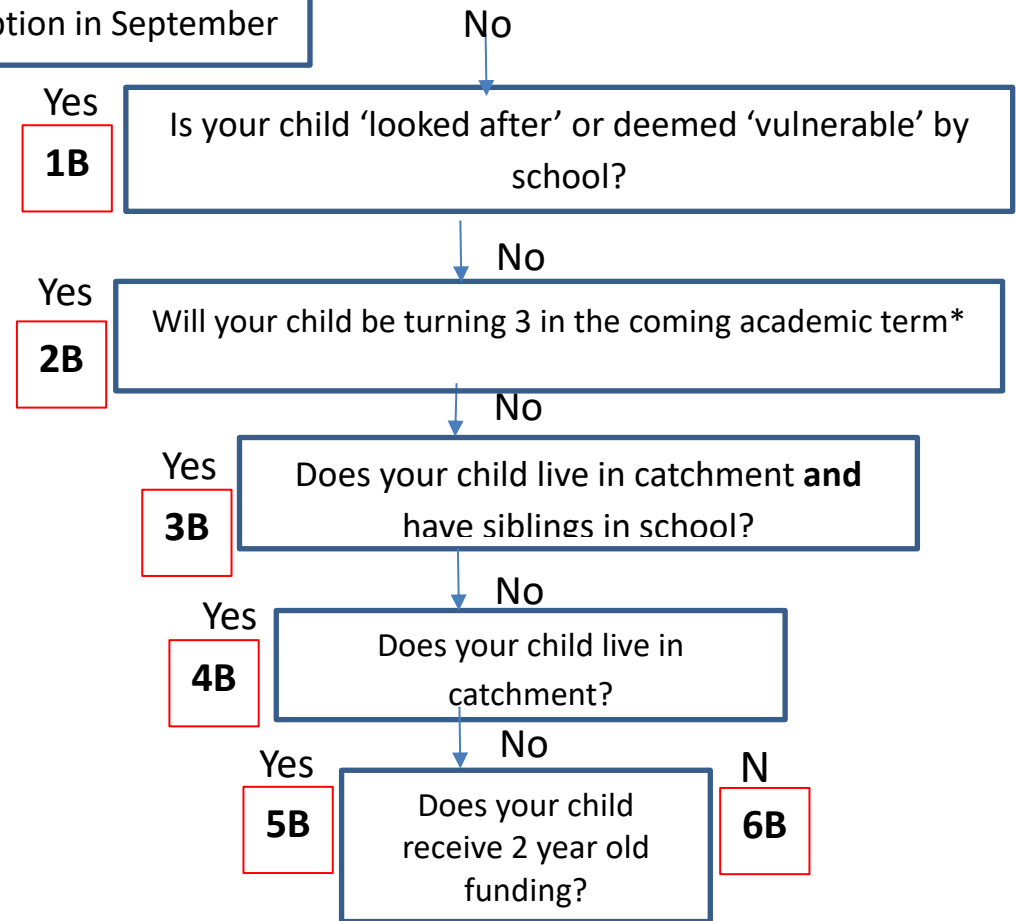 in September
No
Yes
1B
Is your child ‘looked after’ or deemed ‘vulnerable’ by
school?
No
Yes
2B
Will your child be turning 3 in the coming academic term*
No
Yes
3B
Does your child live in catchment and
have siblings in school?
No
Yes
4B
Does your child live in
catchment?
No
Yes
5B
Does your child
receive 2 year old
funding?
N
6B